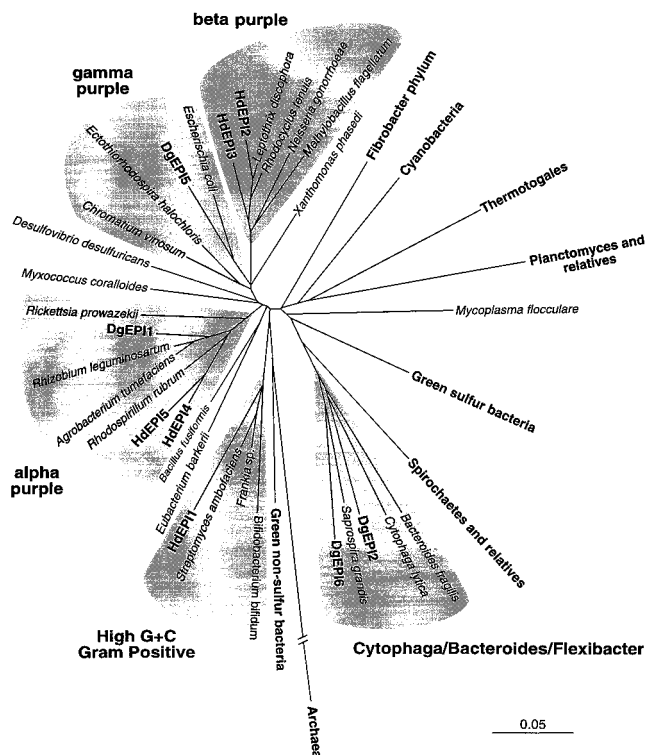 beta purple
gamma
purple
Ectothiorhodospira halochloris
DgEPI5
Escherischia coli
HdEPI3
HdEPI2
Leptothrix discophora
Rhodocyclus tenuis
Neisseria gonorrhoeae
Methylobacillus flagellatum
Xanthomonas phasedi
Fibrobacter phylum
Cyanobacteria
Thermotogales
Planctomyces and
relatives
Mycoplasma flocculare
Green sulfur bacteria
Spirochaetes and relatives
Chromatium vinosum
Desulfovibrio desulfuricans
Myxococcus coralloides
Rickettsia prowazekii
DgEPI1
Rhizobium leguminosarum
Agrobacterium tumefaciens
Rhodospirillum rubrum
HdEPI5
HdEPI4
alpha
purple
Bacillus fusiformis
Eubacterium barkerii
HdEPI1
Streptomyces ambofaciens
Frankia sp.
Bifidobacterium bifidum
High G+C
Gram Positive
Green non-sulfur bacteria
Archaea
DgEPI6
Saprospira grandis
DgEPI2
Cytophaga lytica
Bacteroides fragilis
Cytophaga/Bacteroides/Flexibacter
0.05